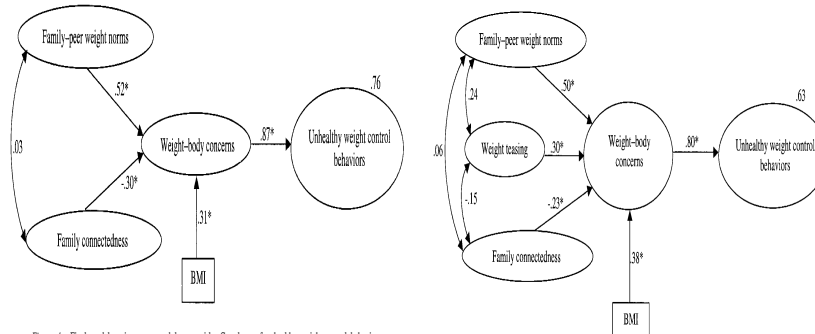 Family–peer weight norms
.76
.52*
.03
Weight–body concerns
.87*
Unhealthy weight control
behaviors
-.30*
.31*
Family connectedness
BMI
Family–peer weight norms
.63
.50*
.24
.06
Weight teasing
.30*
Weight–body
concerns
.80*
Unhealthy weight control
behaviors
-.15
-.23*
Family connectedness
.38*
BMI